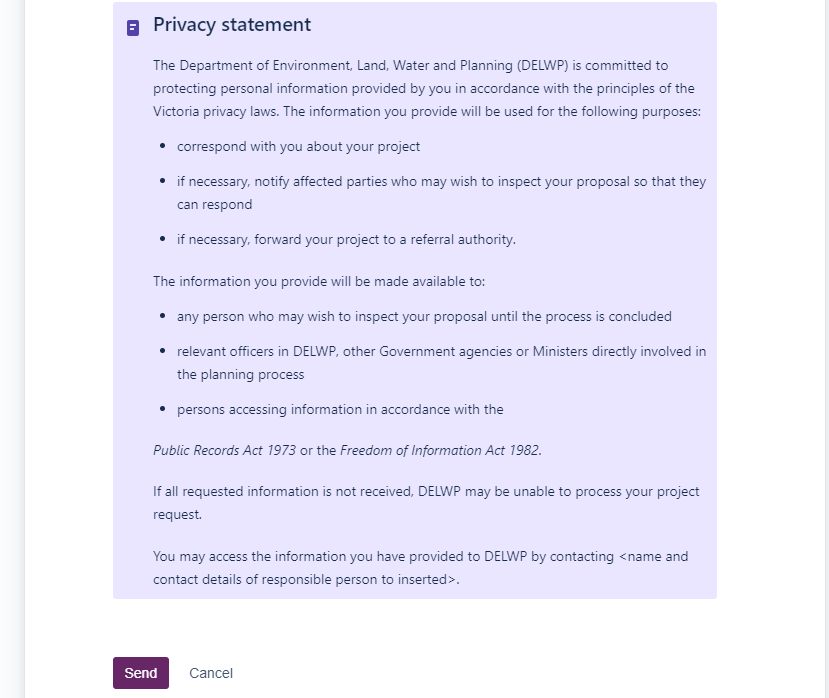 Privacy statement
The Department of Environment, Land, Water and Planning (DELWP) is committed to
protecting personal information provided by you in accordance with the principles of the
Victoria privacy laws. The information you provide will be used for the following purposes:
• correspond with you about your project
• if necessary, notify affected parties who may wish to inspect your proposal so that they
can respond
• if necessary, forward your project to a referral authority.
The information you provide will be made available to:
• any person who may wish to inspect your proposal until the process is concluded
• relevant officers in DELWP, other Government agencies or Ministers directly involved in
the planning process
• persons accessing information in accordance with the
Public Records Act 1973 or the Freedom of Information Act 1982.
If all requested information is not received, DELWP may be unable to process your project
request.
You may access the information you have provided to DELWP by contacting <name and
contact details of responsible person to inserted>.
Send Cancel